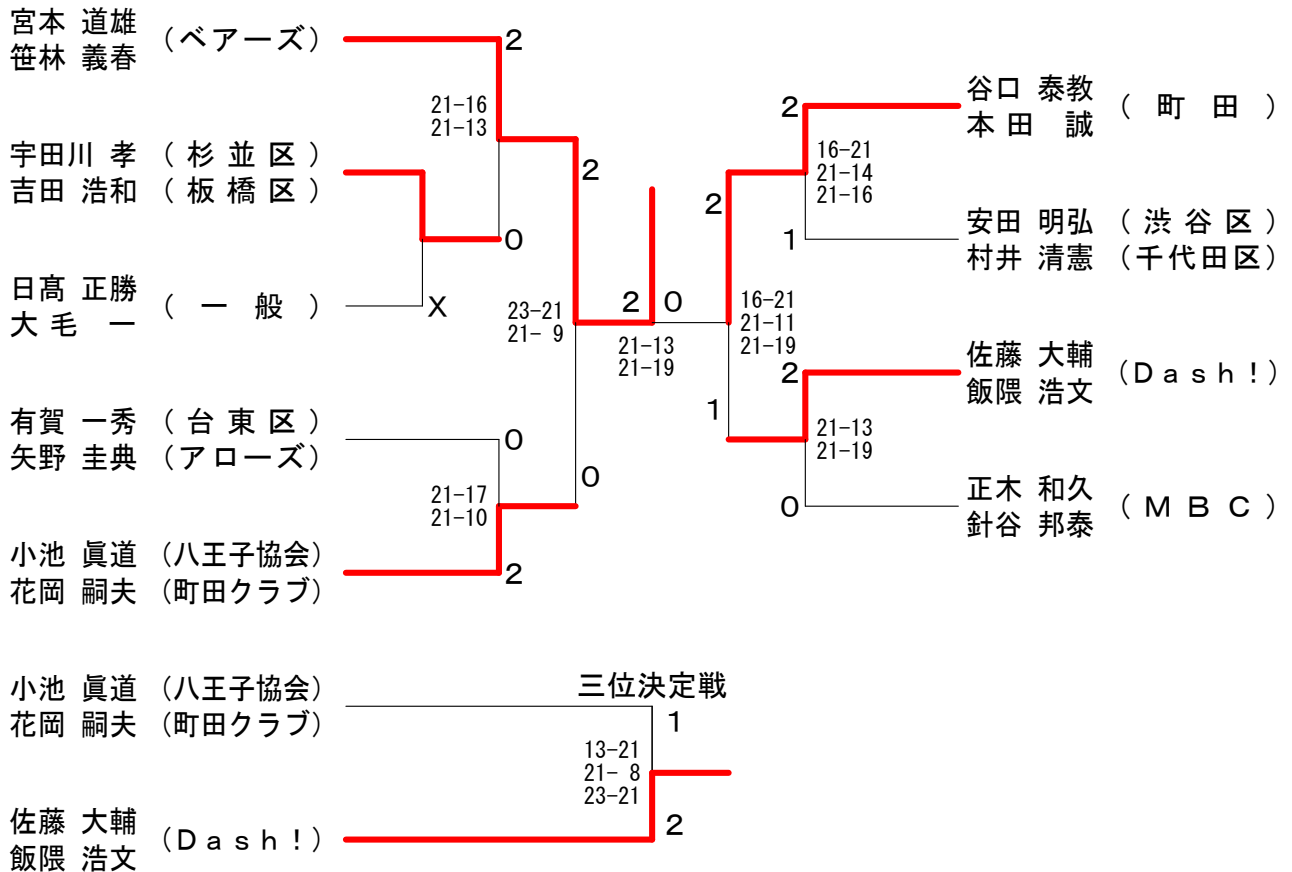 宮本 道雄
笹林 義春
(ベアーズ)
2
21-16
21-13
宇田川 孝 (杉並区)
吉田 浩和 (板橋区)
0
日髙 正勝
大毛 一
(一般)
X
2
23-21
21- 9
有賀 一秀 (台東区)
矢野 圭典 (アローズ)
0
21-17
21-10
0
小池 眞道 (八王子協会)
花岡 嗣夫 (町田クラブ)
2
2 0
21-13
21-19
谷口 泰教
本田 誠
(町田)
2
16-21
21-14
21-16
2
安田 明弘 (渋谷区)
村井 清憲 (千代田区)
1
16-21
21-11
21-19
佐藤 大輔
飯隈 浩文
(Dash!)
2
1
21-13
21-19
正木 和久
針谷 邦泰
(MBC)
0
三位決定戦
小池 眞道 (八王子協会)
花岡 嗣夫 (町田クラブ)
1
13-21
21- 8
23-21
佐藤 大輔
飯隈 浩文
(Dash!)
2